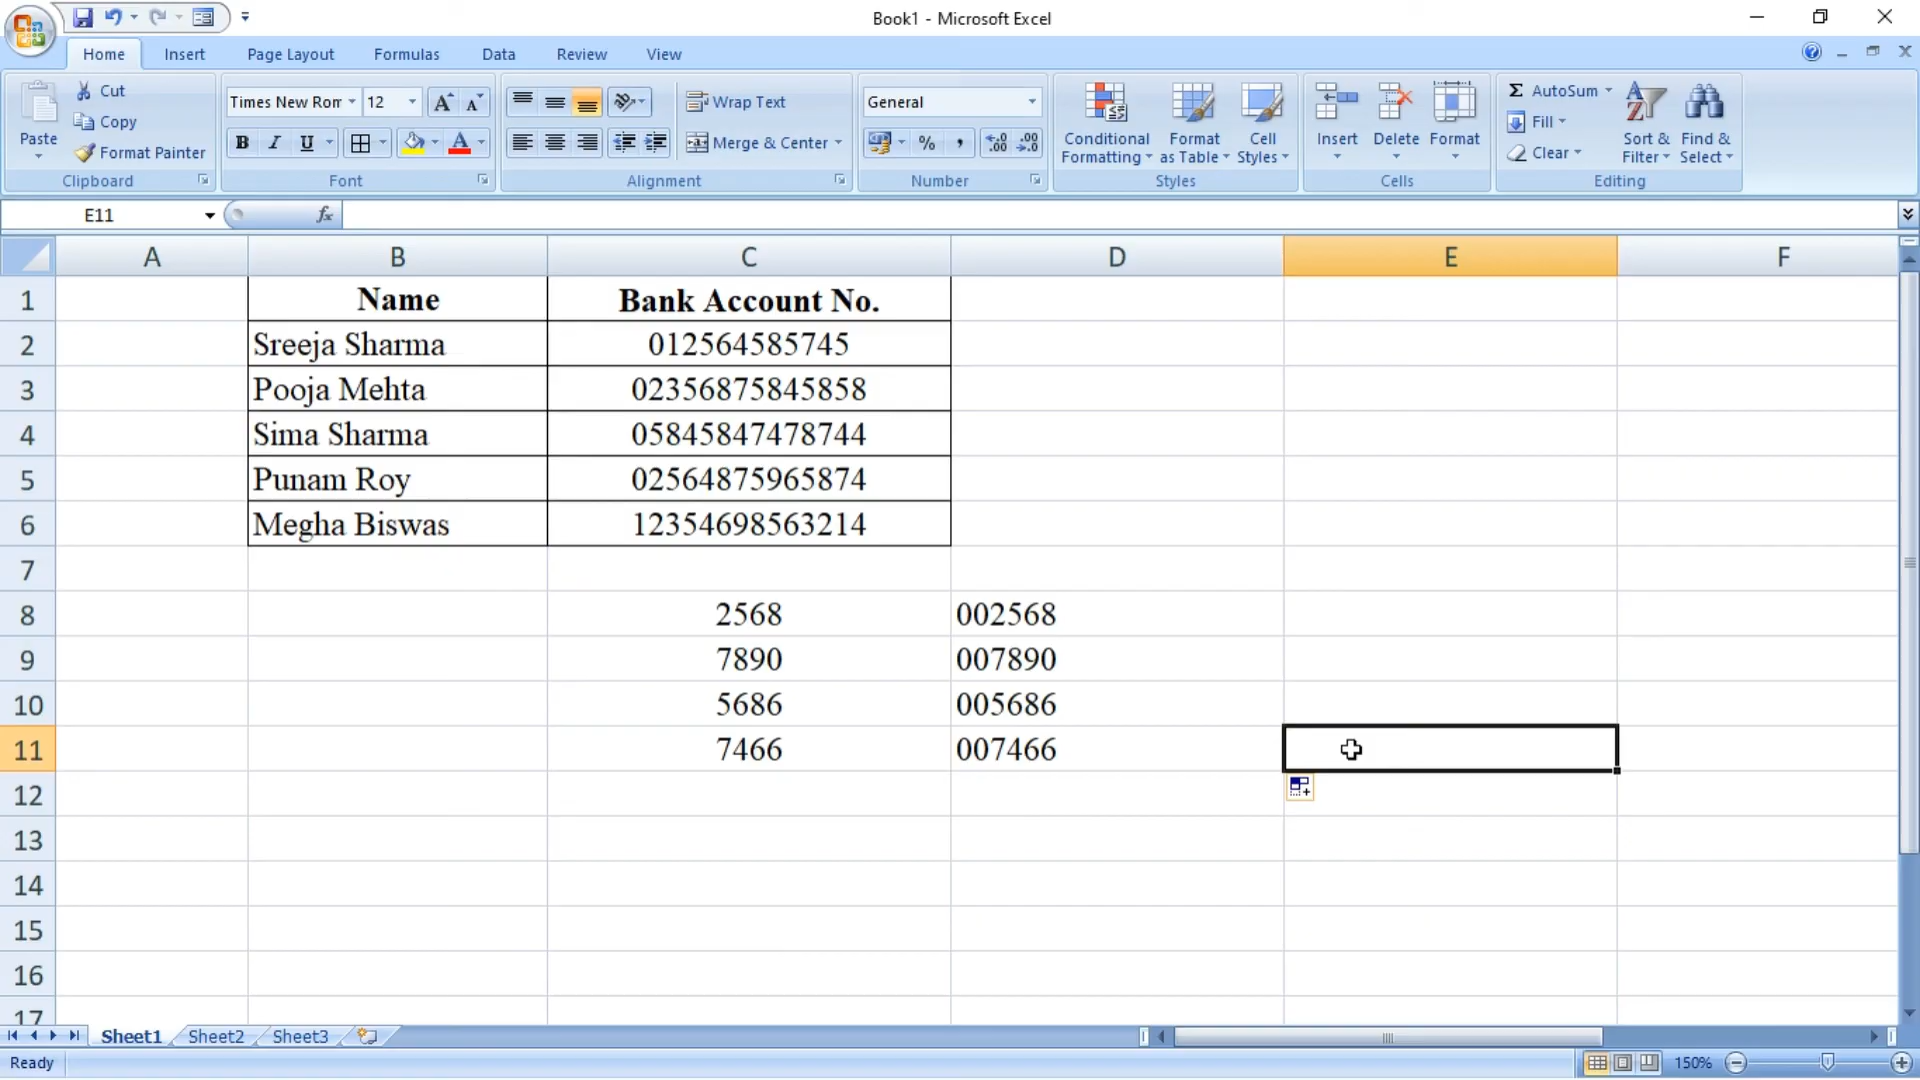 Book1 - Microsoft Excel
Home Insert Page Layout Formulas Data Review View
Paste
Cut
Copy
Format Painter
Clipboard
Times New Ror 12
B I U
Font
Wrap Text
Merge & Center
Alignment
General
% ,
Number
Conditional Formatting
Format as Table
Cell Styles
Styles
Insert Delete Format
Cells
Σ AutoSum
Fill
Clear
Sort & Filter
Find & Select
Editing
E11 fx
A B C D E F
1 Name Bank Account No.
2 Sreeja Sharma 012564585745
3 Pooja Mehta 02356875845858
4 Sima Sharma 05845847478744
5 Punam Roy 02564875965874
6 Megha Biswas 12354698563214
7
8 2568 002568
9 7890 007890
10 5686 005686
11 7466 007466
12
13
14
15
16
17
Sheet1 Sheet2 Sheet3
Ready 150%